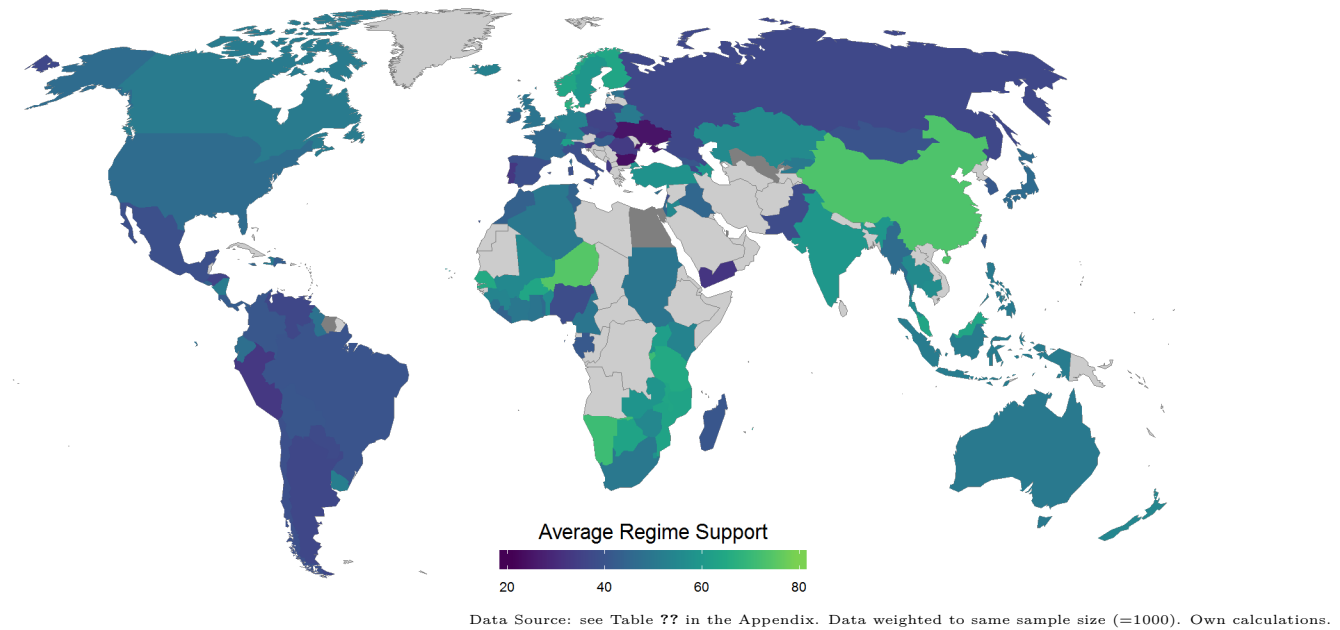 Average Regime Support
20 40 60 80
Data Source: see Table ?? in the Appendix. Data weighted to same sample size (=1000). Own calculations.